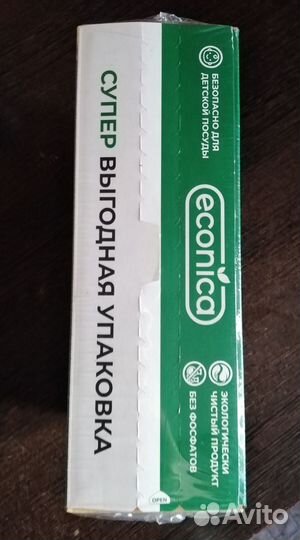 БЕЗОПАСНО ДЛЯ
ДЕТСКОЙ ПОСУДЫ
econica
ЭКОЛОГИЧЕСКИ
ЧИСТЫЙ ПРОДУКТ
БЕЗ ФОСФАТОВ
СУПЕР ВЫГОДНАЯ УПАКОВКА
OPEN
Avito